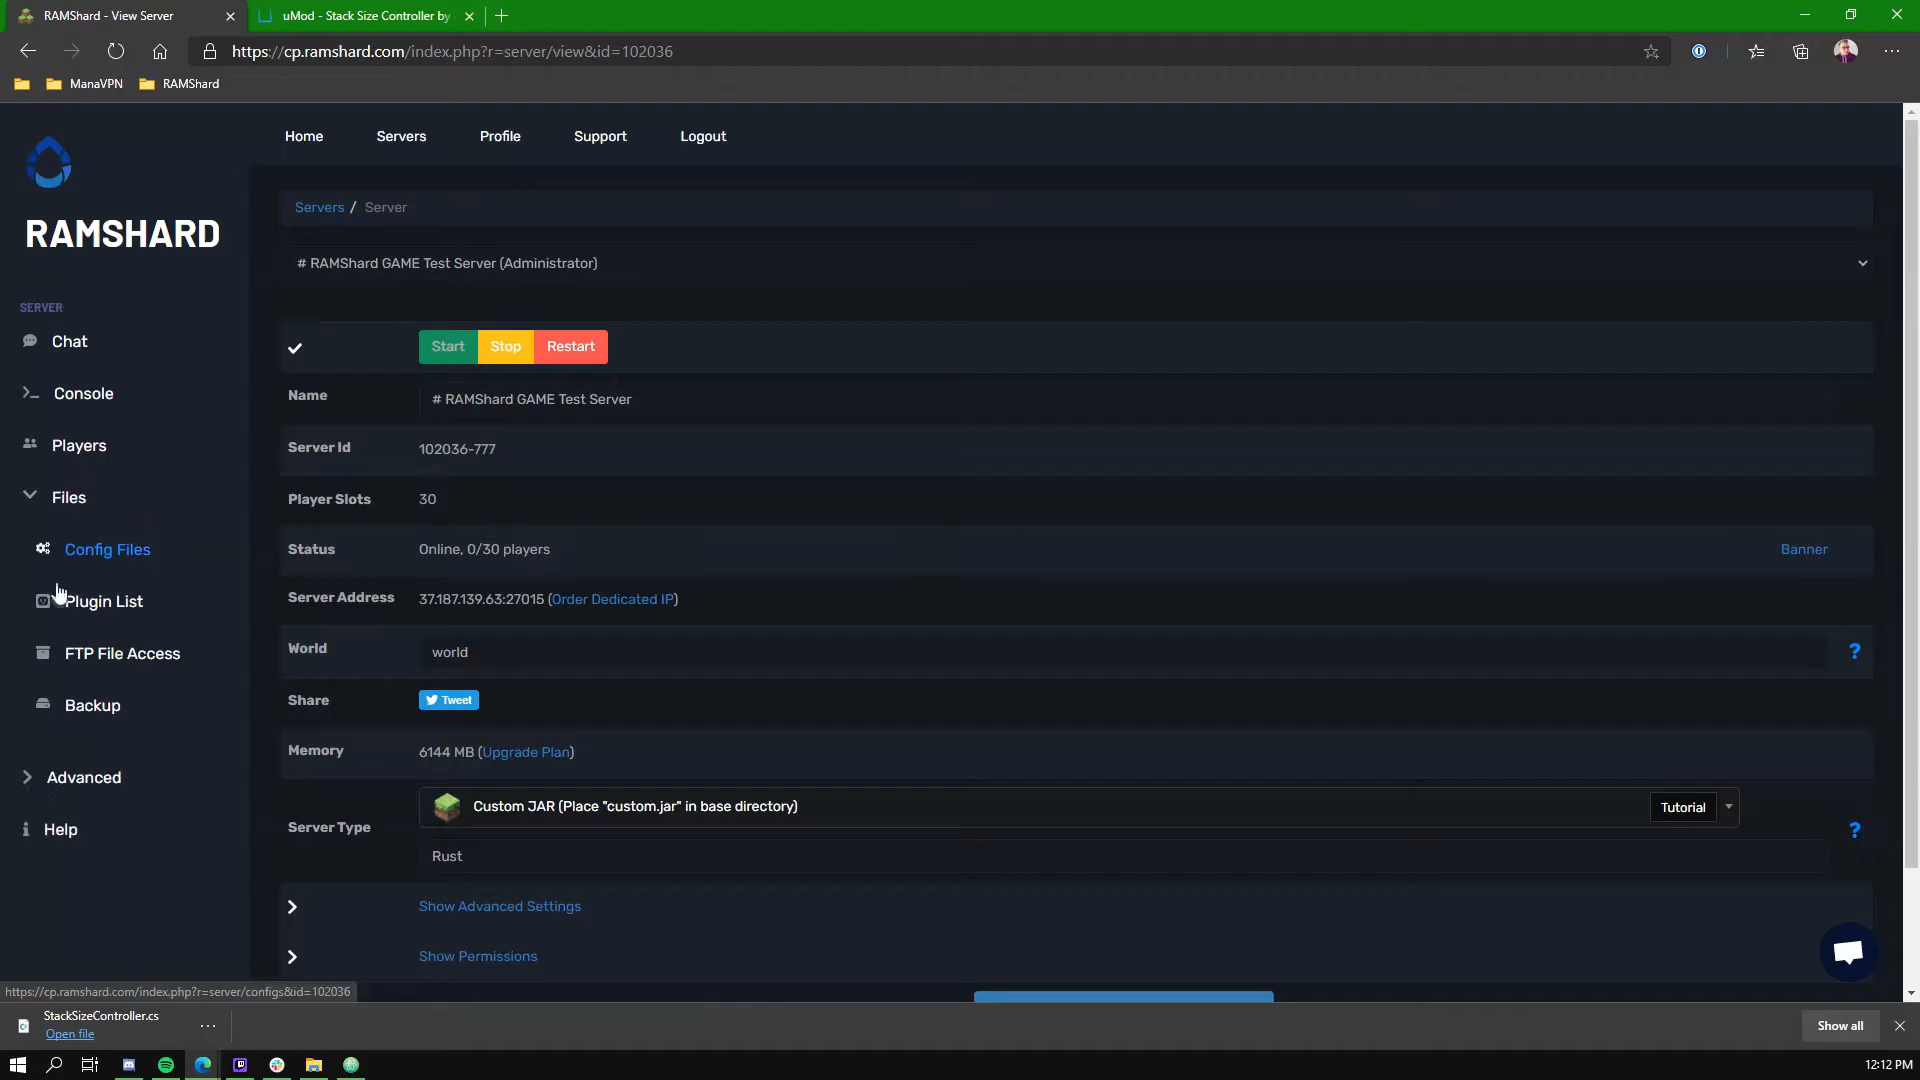 RAMShard - View Server
uMod - Stack Size Controller by
https://cp.ramshard.com/index.php?r=server/view&id=102036
ManaVPN
RAMShard
Home
Servers
Profile
Support
Logout
RAMSHARD
Servers / Server
# RAMShard GAME Test Server (Administrator)
SERVER
Chat
Console
Players
Files
Config Files
Plugin List
FTP File Access
Backup
Advanced
Help
Start
Stop
Restart
Name
# RAMShard GAME Test Server
Server Id
102036-777
Player Slots
30
Status
Online, 0/30 players
Banner
Server Address
37.187.139.63:27015 (Order Dedicated IP)
World
world
?
Share
Tweet
Memory
6144 MB (Upgrade Plan)
Server Type
Custom JAR (Place "custom.jar" in base directory)
Tutorial
?
Rust
Show Advanced Settings
Show Permissions
https://cp.ramshard.com/index.php?r=server/configs&id=102036
StackSizeController.cs
Open file
Show all
12:12 PM